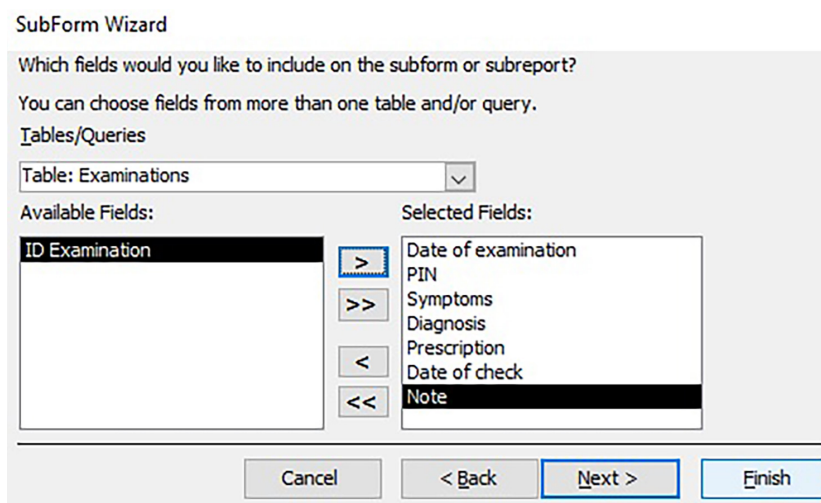 SubForm Wizard
Which fields would you like to include on the subform or subreport?
You can choose fields from more than one table and/or query.
Tables/Queries
Table: Examinations
Available Fields:
Selected Fields:
ID Examination
>
>>
<
<<
Date of examination
PIN
Symptoms
Diagnosis
Prescription
Date of check
Note
Cancel
< Back
Next >
Finish